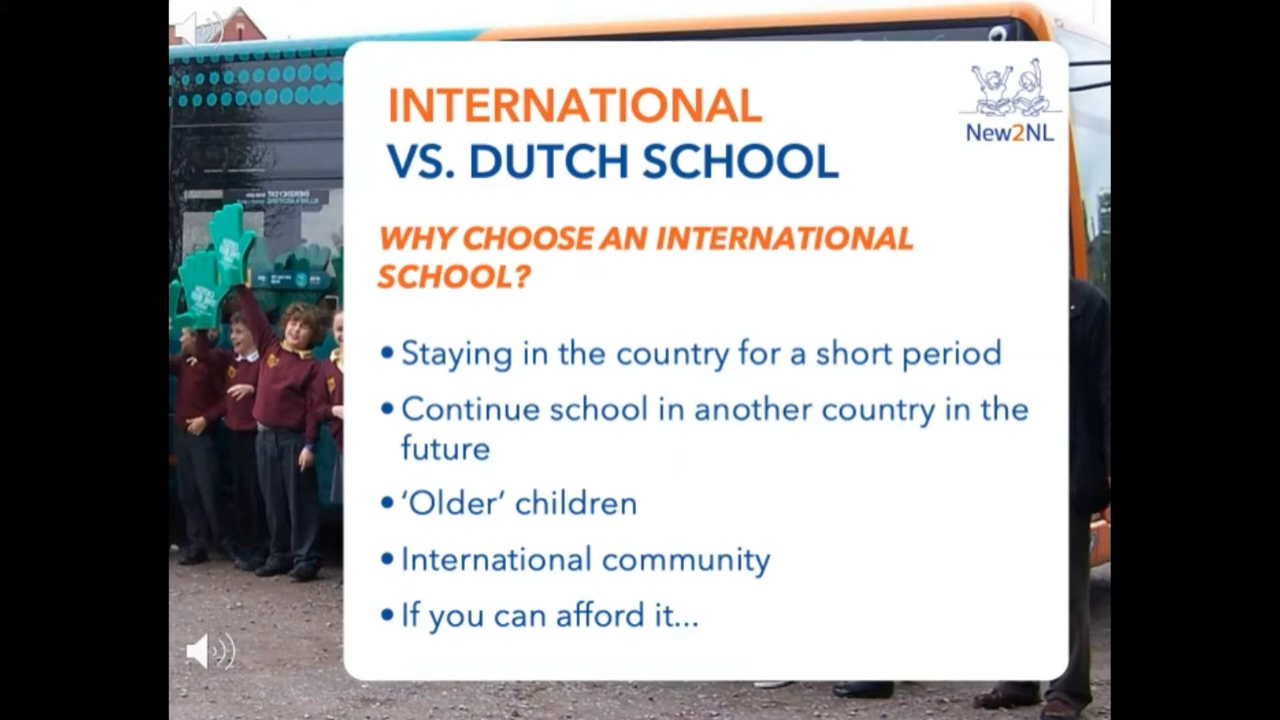 INTERNATIONAL
VS. DUTCH SCHOOL
New2NL
WHY CHOOSE AN INTERNATIONAL
SCHOOL?
• Staying in the country for a short period
• Continue school in another country in the
future
• ‘Older’ children
• International community
• If you can afford it...